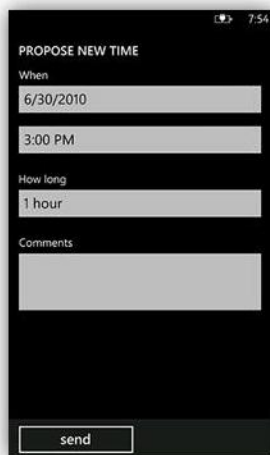 7:54
PROPOSE NEW TIME
When
6/30/2010
3:00 PM
How long
1 hour
Comments
send